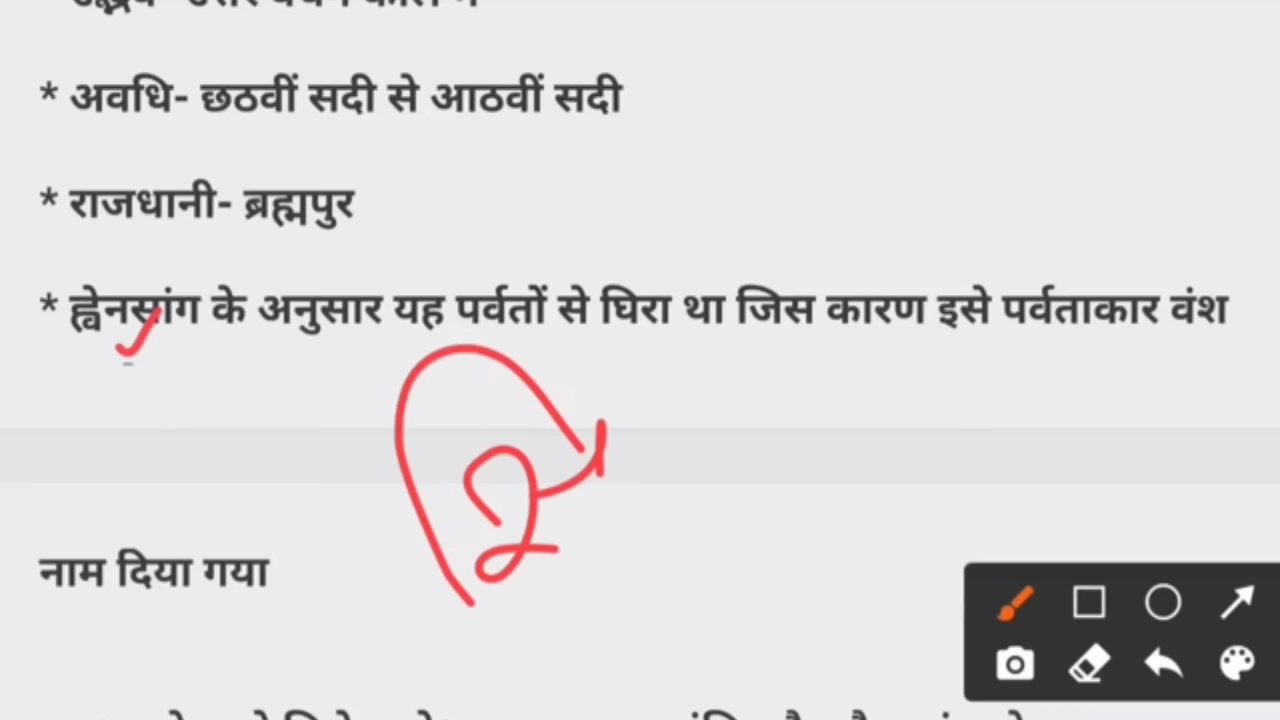 * अवधि- छठवीं सदी से आठवीं सदी
* राजधानी- ब्रह्मपुर
* ह्वेनसांग के अनुसार यह पर्वतों से घिरा था जिस कारण इसे पर्वताकार वंश
नाम दिया गया